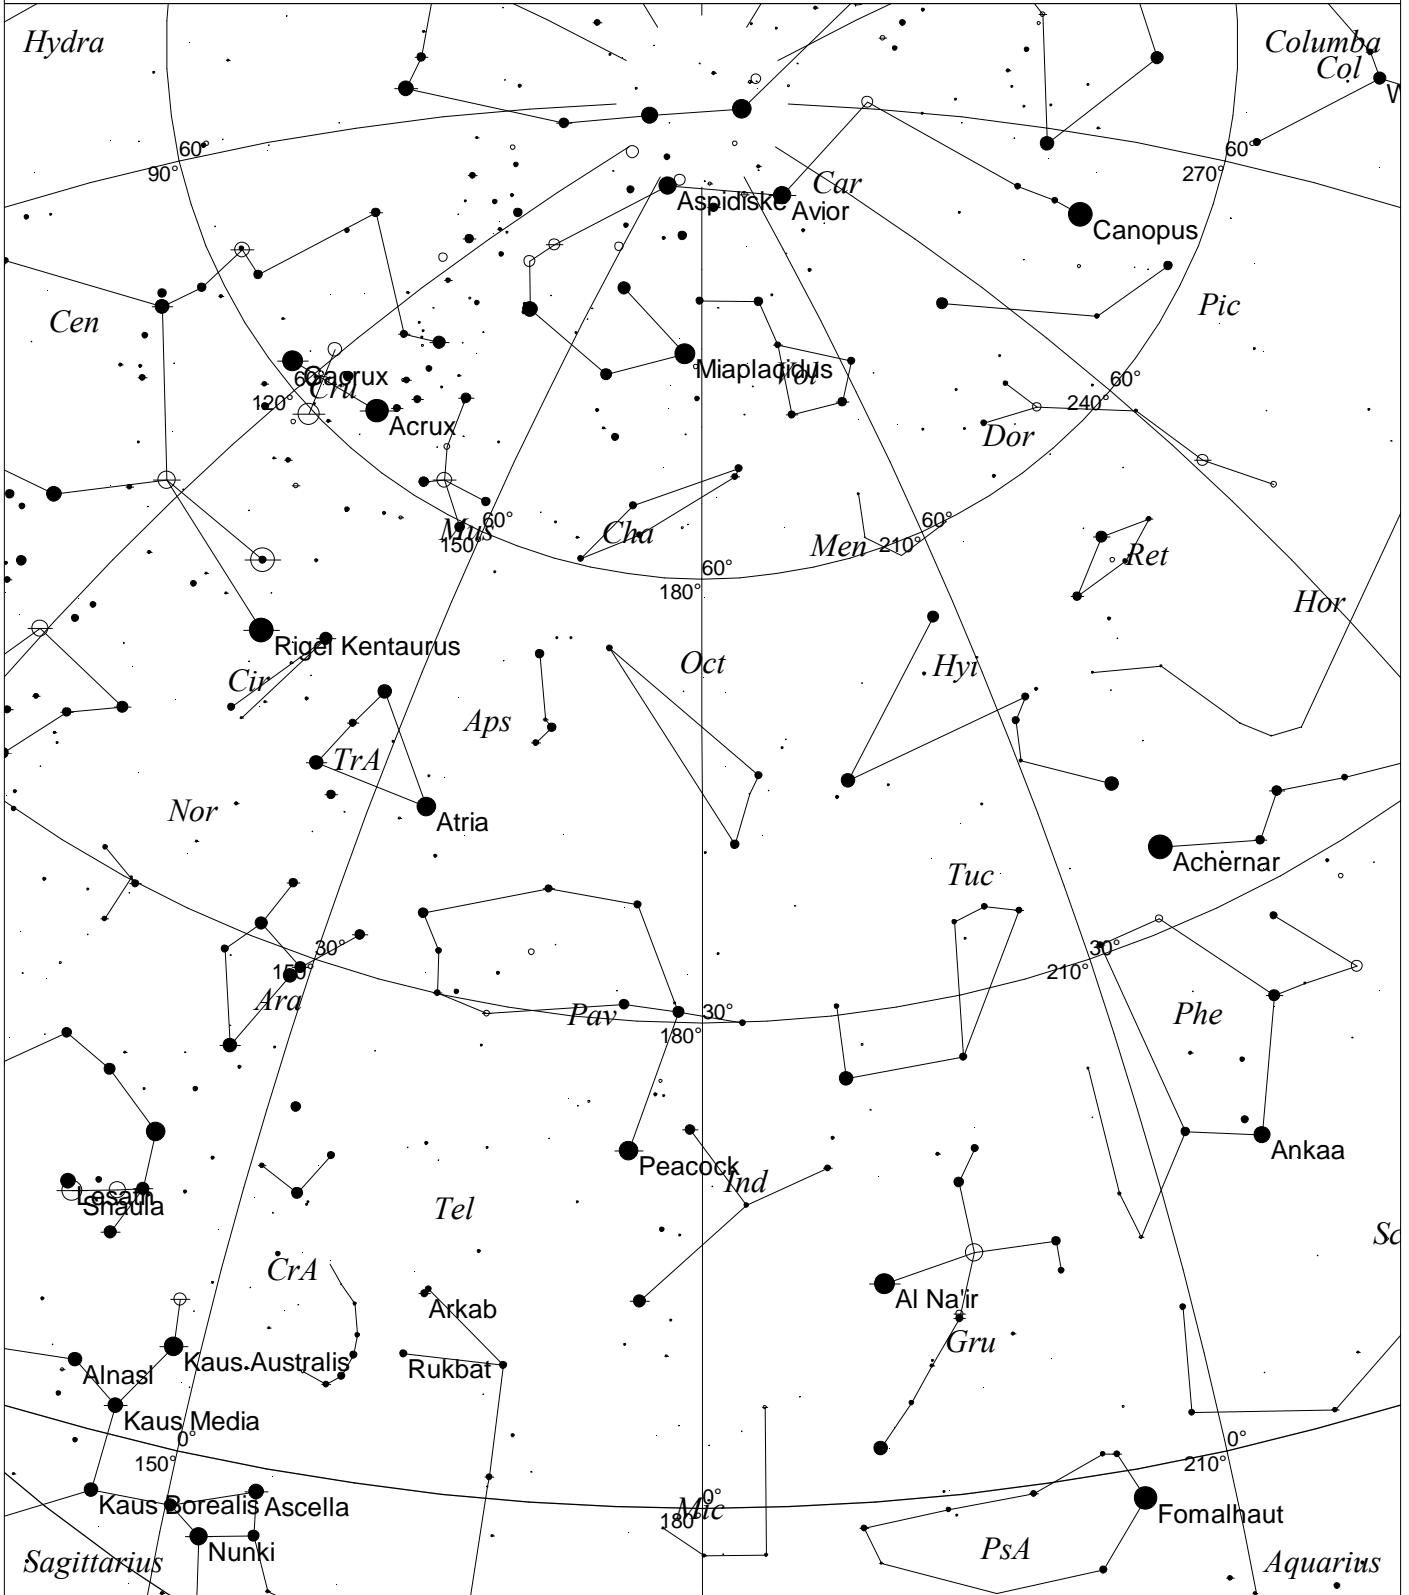 Hydra
Columba
Col
60°
90°
60°
270°
Car
Aspidiske
Avior
Canopus
Cen
Pic
Miaplacidus
Vol
Gacrux
60°
Cru
120°
Acrux
60°
240°
Dor
Mus
60°
150°
Cha
Men
60°
210°
Ret
60°
180°
Hor
Rigel Kentaurus
Oct
Hyi
Cir
Aps
TrA
Nor
Atria
Achernar
Tuc
30°
150°
Ara
Pav
30°
180°
30°
210°
Phe
Peacock
Ankaa
Ind
Lesath
Shaula
Tel
Sc
CrA
Arkab
Al Na'ir
Gru
Alnasl
Kaus Australis
Rukbat
Kaus Media
0°
150°
0°
210°
Kaus Borealis
Ascella
Mic
0°
180°
Fomalhaut
Nunki
PsA
Sagittarius
Aquarius